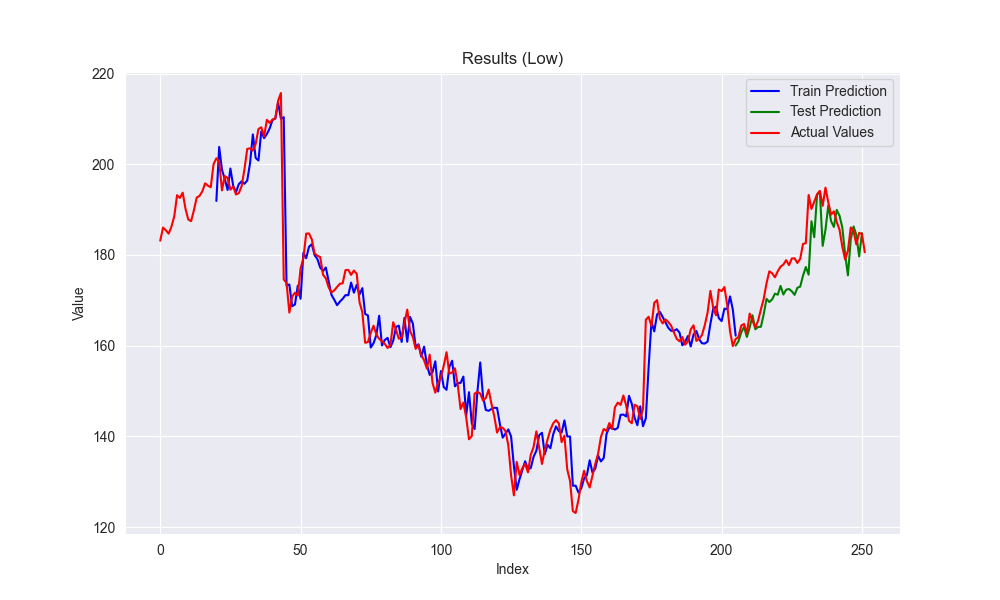 Results (Low)
220
200
180
160
140
120
Value
0
50
100
150
200
250
Index
Train Prediction
Test Prediction
Actual Values